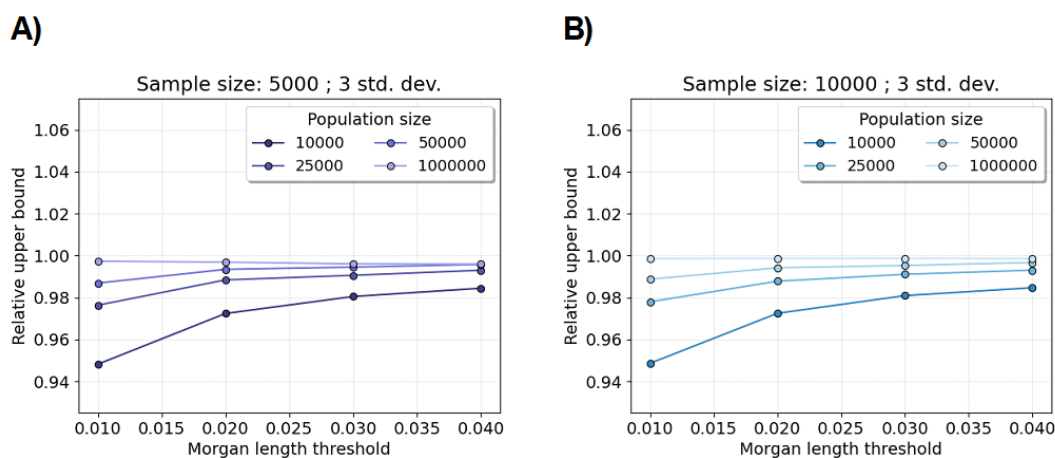 A)
Sample size: 5000 ; 3 std. dev.
Population size
10000 50000
25000 1000000
Relative upper bound
1.06
1.04
1.02
1.00
0.98
0.96
0.94
0.010 0.015 0.020 0.025 0.030 0.035 0.040
Morgan length threshold
B)
Sample size: 10000 ; 3 std. dev.
Population size
10000 50000
25000 1000000
Relative upper bound
1.06
1.04
1.02
1.00
0.98
0.96
0.94
0.010 0.015 0.020 0.025 0.030 0.035 0.040
Morgan length threshold